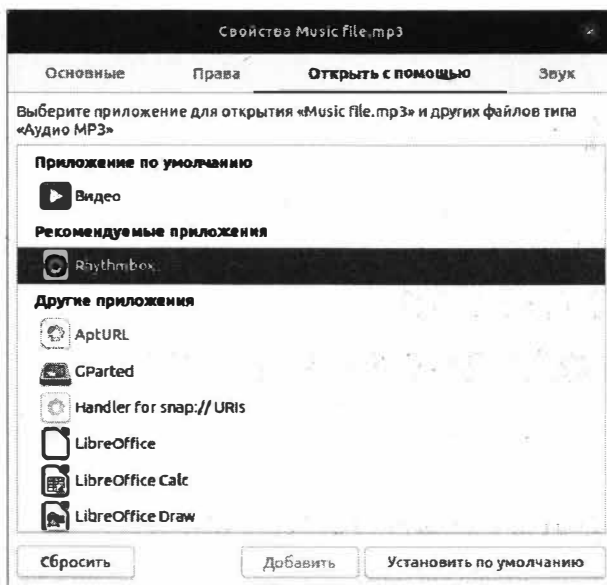 Свойства Music file.mp3
Основные Права Открыть с помощью Звук
Выберите приложение для открытия «Music file.mp3» и других файлов типа
«Аудио MP3»
Приложение по умолчанию
Видео
Рекомендуемые приложения
Rhythmbox
Другие приложения
AptURL
GParted
Handler for snap:// URIs
LibreOffice
LibreOffice Calc
LibreOffice Draw
Сбросить Добавить Установить по умолчанию